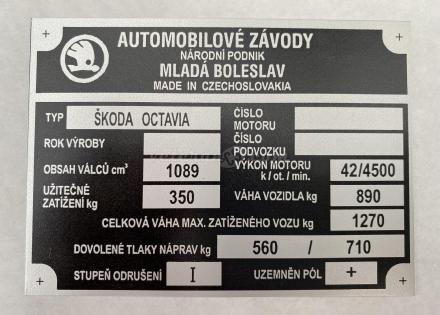 AUTOMOBILOVÉ ZÁVODY
NÁRODNÍ PODNIK
MLADÁ BOLESLAV
MADE IN CZECHOSLOVAKIA
TYP ŠKODA OCTAVIA
ČÍSLO MOTORU
ROK VÝROBY
ČÍSLO PODVOZKU
OBSAH VÁLCŮ cm³ 1089
VÝKON MOTORU k / ot. / min. 42/4500
UŽITEČNÉ ZATÍŽENÍ kg 350
VÁHA VOZIDLA kg 890
CELKOVÁ VÁHA MAX. ZATÍŽENÉHO VOZU kg 1270
DOVOLENÉ TLAKY NÁPRAV kg 560 / 710
STUPEŇ ODRUŠENÍ I UZEMNĚN PÓL +